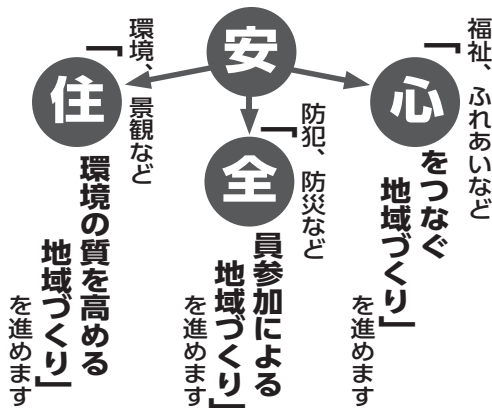 安
福祉、ふれあいなど
「心をつなぐ
地域づくり」
を進めます
防犯、防災など
「全員参加による
地域づくり」
を進めます
環境、景観など
「住環境の質を高める
地域づくり」
を進めます